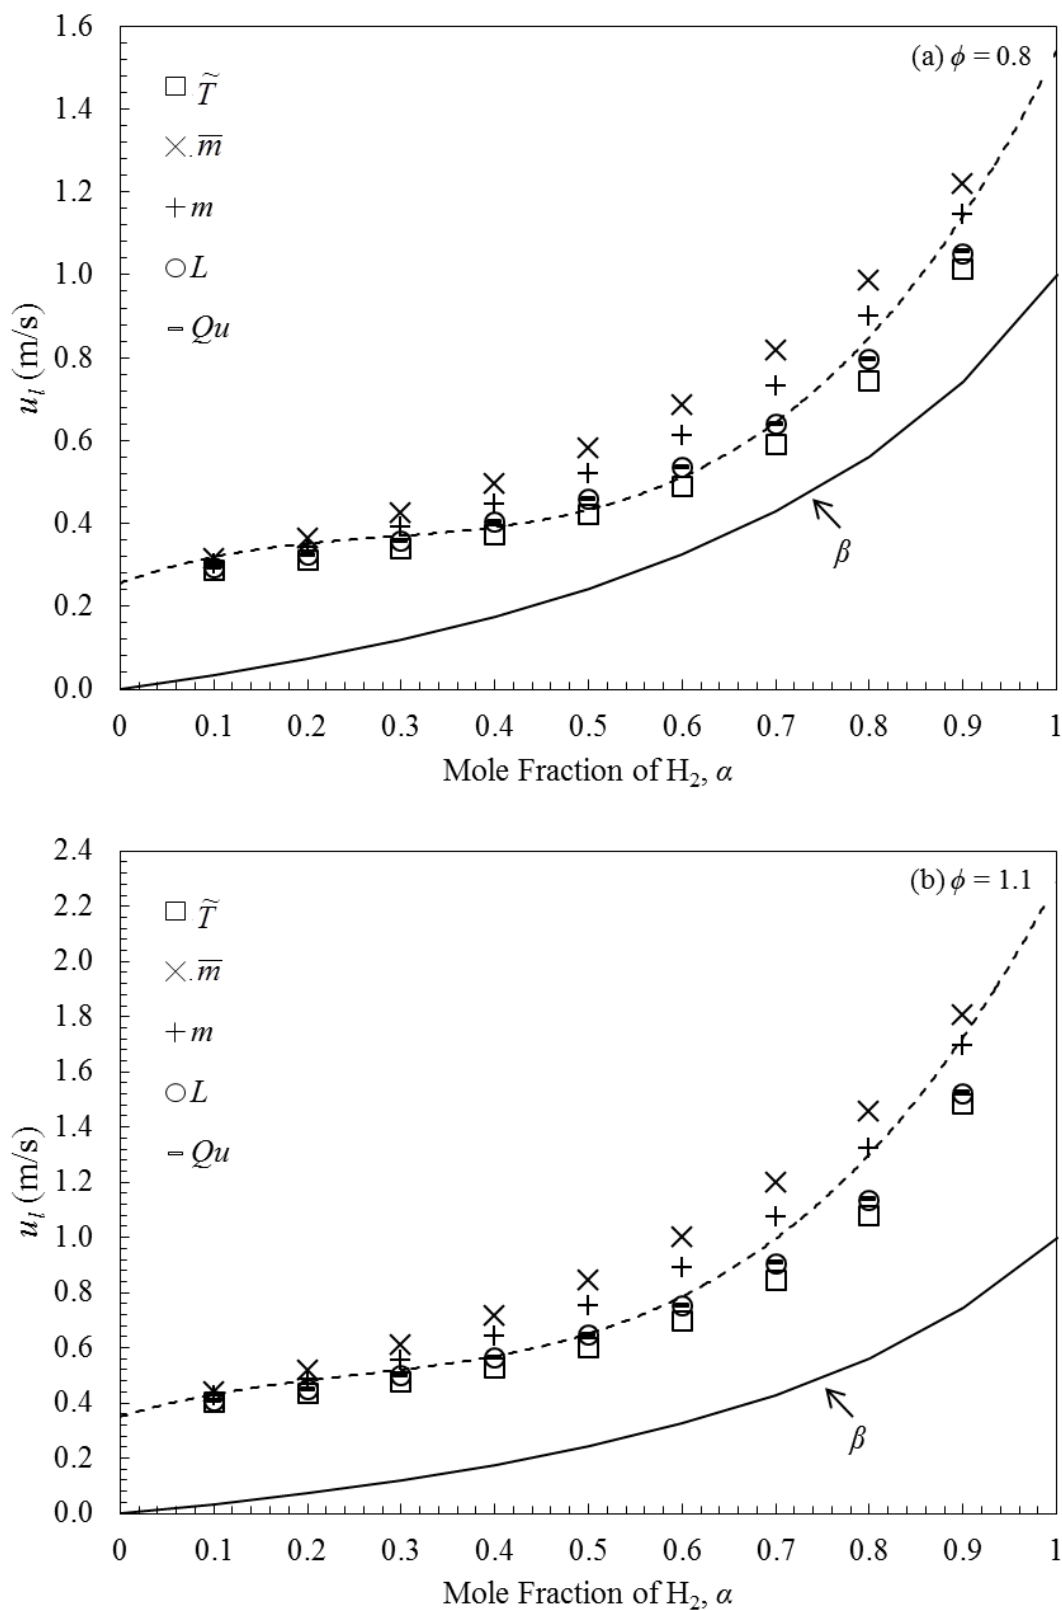 1.6
(a) ϕ = 0.8
T̃
1.4
m̅
1.2
m
1.0
L
0.8
Qu
u_l (m/s)
0.6
0.4
β
0.2
0.0
0 0.1 0.2 0.3 0.4 0.5 0.6 0.7 0.8 0.9 1
Mole Fraction of H₂, α
2.4
(b) ϕ = 1.1
2.2
T̃
2.0
m̅
1.8
m
1.6
L
1.4
Qu
1.2
u_l (m/s)
1.0
0.8
0.6
0.4
β
0.2
0.0
0 0.1 0.2 0.3 0.4 0.5 0.6 0.7 0.8 0.9 1
Mole Fraction of H₂, α